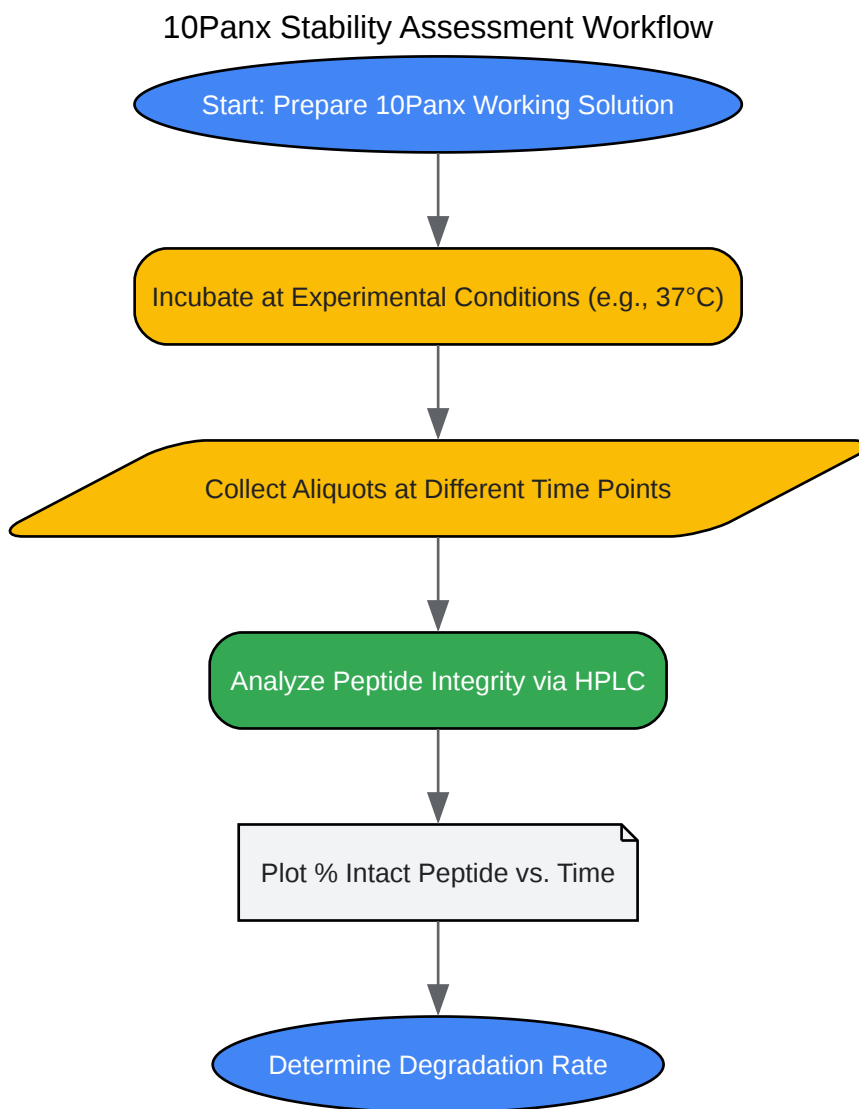 10Panx Stability Assessment Workflow
Start: Prepare 10Panx Working Solution
Incubate at Experimental Conditions (e.g., 37°C)
Collect Aliquots at Different Time Points
Analyze Peptide Integrity via HPLC
Plot % Intact Peptide vs. Time
Determine Degradation Rate